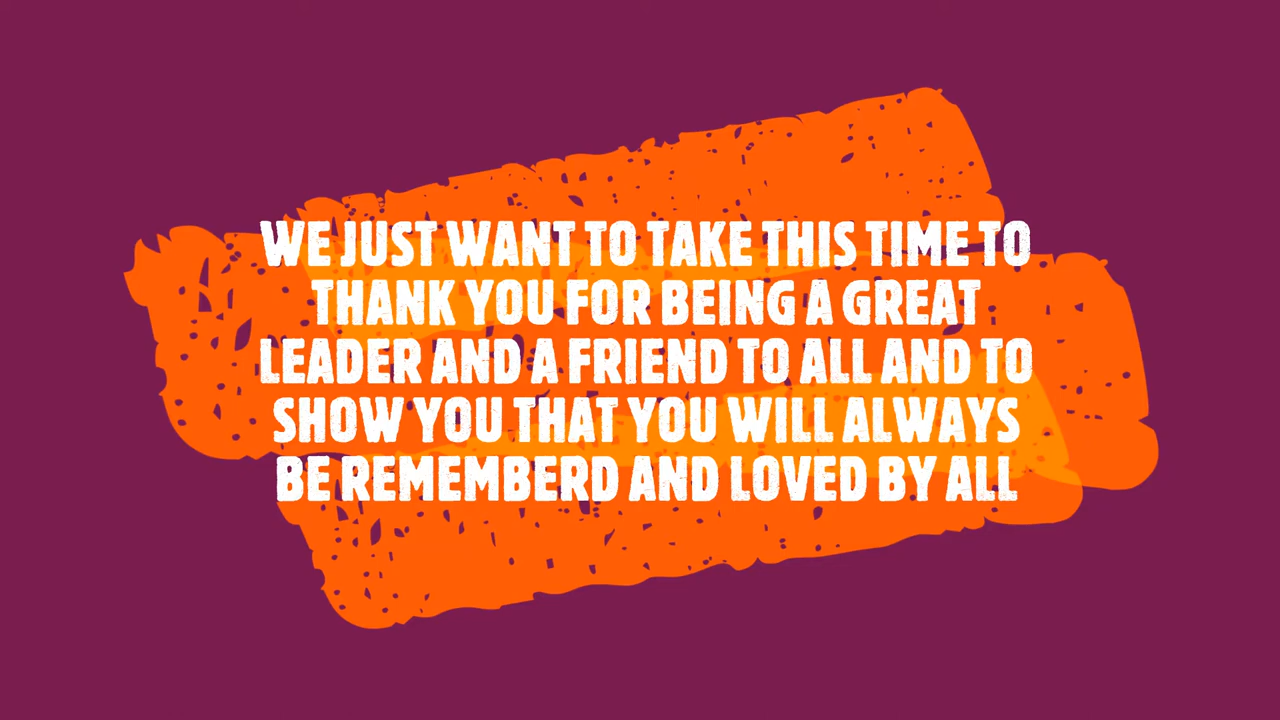 WE JUST WANT TO TAKE THIS TIME TO
THANK YOU FOR BEING A GREAT
LEADER AND A FRIEND TO ALL AND TO
SHOW YOU THAT YOU WILL ALWAYS
BE REMEMBERD AND LOVED BY ALL